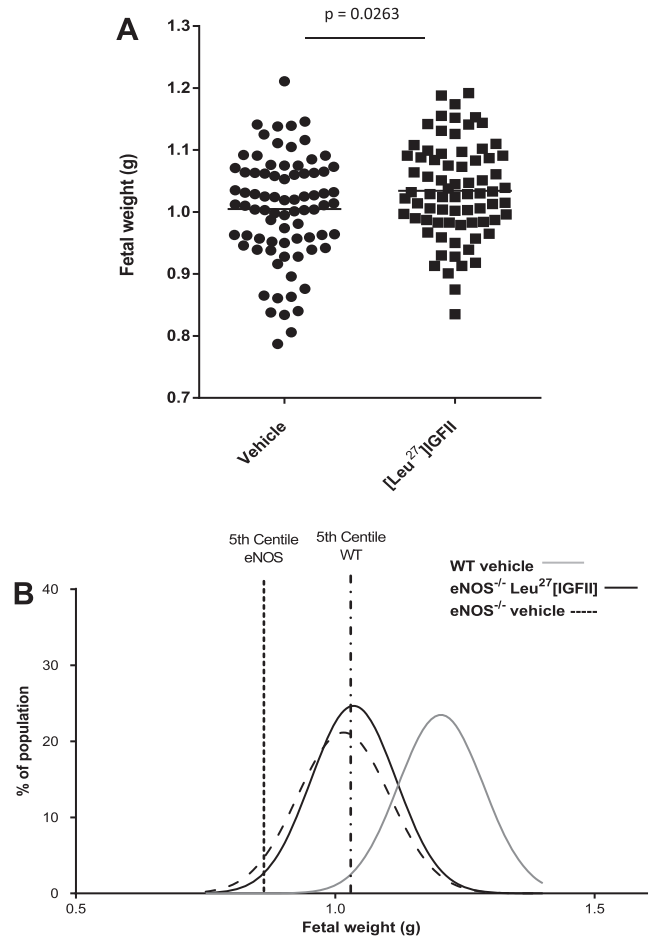 A
p = 0.0263
Fetal weight (g)
1.3
1.2
1.1
1.0
0.9
0.8
0.7
Vehicle
[Leu27]IGFII
B
5th Centile
eNOS
5th Centile
WT
WT vehicle
eNOS-/- Leu27[IGFII]
eNOS-/- vehicle
% of population
40
30
20
10
0
0.5
1.0
1.5
Fetal weight (g)